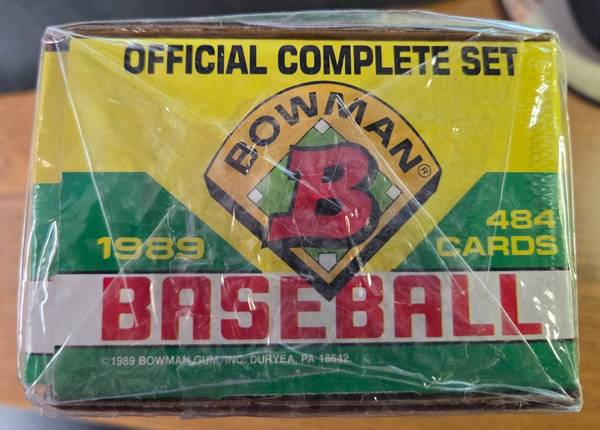 OFFICIAL COMPLETE SET
BOWMAN®
B
1989
484
CARDS
BASEBALL
©1989 BOWMAN GUM, INC. DURYEA, PA 18642.